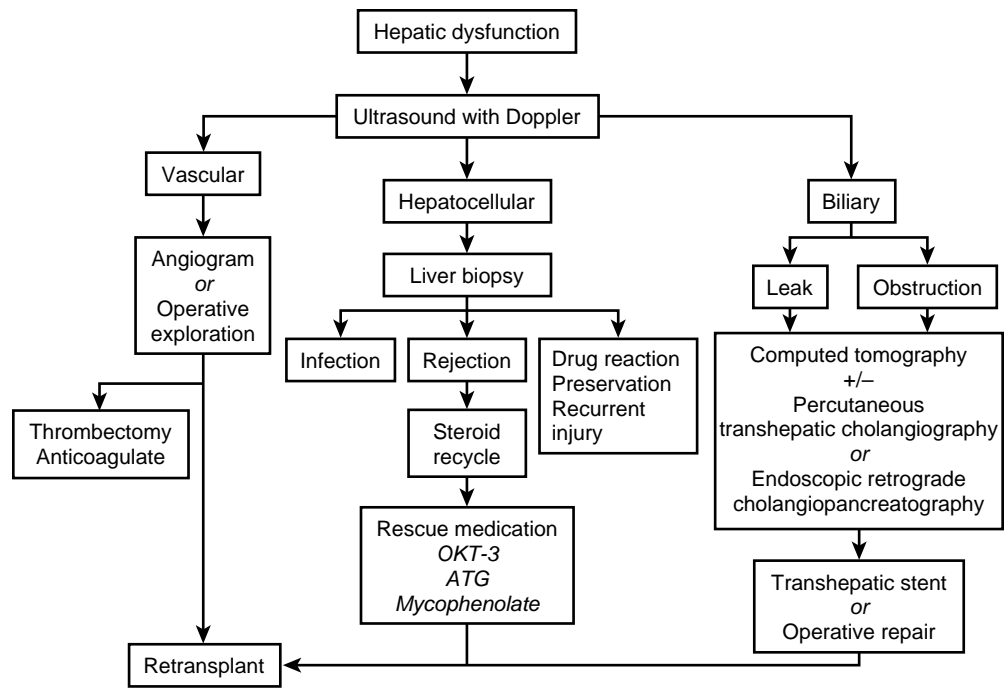 Hepatic dysfunction
Ultrasound with Doppler
Vascular
Hepatocellular
Biliary
Angiogram
or
Operative
exploration
Liver biopsy
Leak
Obstruction
Infection
Rejection
Drug reaction
Preservation
Recurrent
injury
Computed tomography
+/–
Percutaneous
transhepatic cholangiography
or
Endoscopic retrograde
cholangiopancreatography
Thrombectomy
Anticoagulate
Steroid
recycle
Rescue medication
OKT-3
ATG
Mycophenolate
Transhepatic stent
or
Operative repair
Retransplant